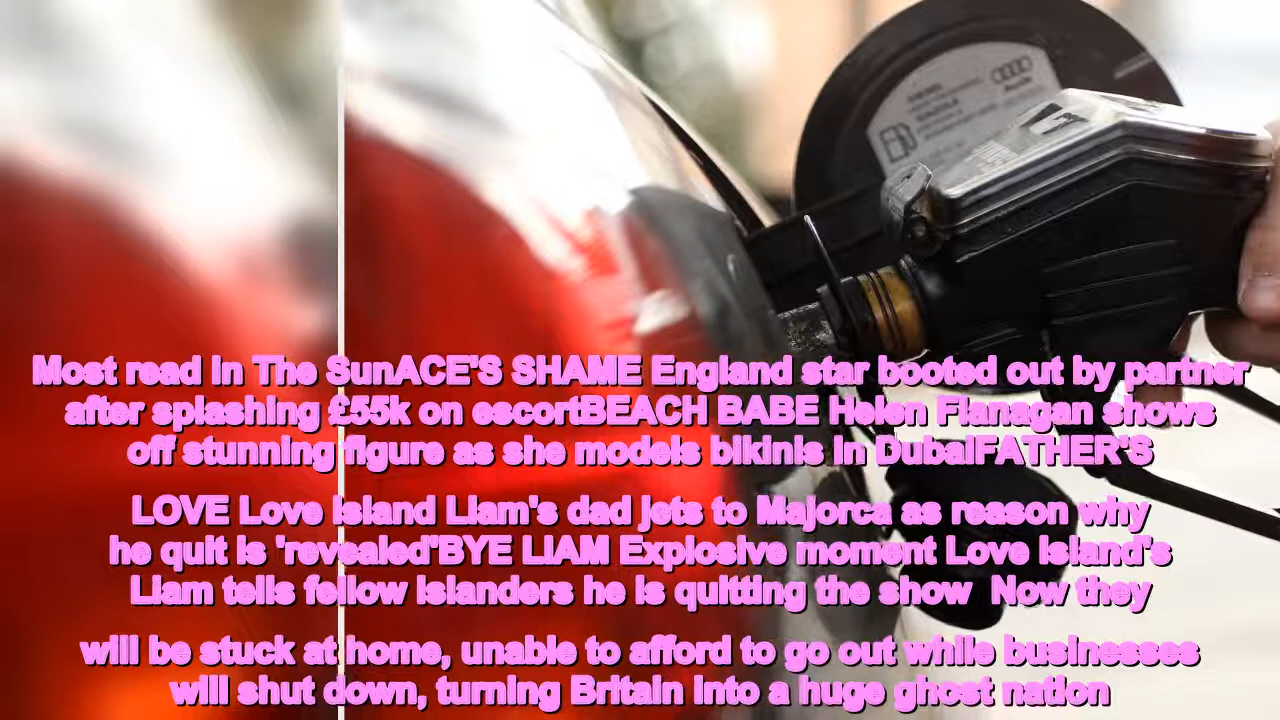 DIESEL
Audi
Most read in The SunACE'S SHAME England star booted out by partner
after splashing £55k on escortBEACH BABE Helen Flanagan shows
off stunning figure as she models bikinis in DubaiFATHER'S
LOVE Love Island Liam's dad jets to Majorca as reason why
he quit is 'revealed'BYE LIAM Explosive moment Love Island's
Liam tells fellow islanders he is quitting the show Now they
will be stuck at home, unable to afford to go out while businesses
will shut down, turning Britain into a huge ghost nation